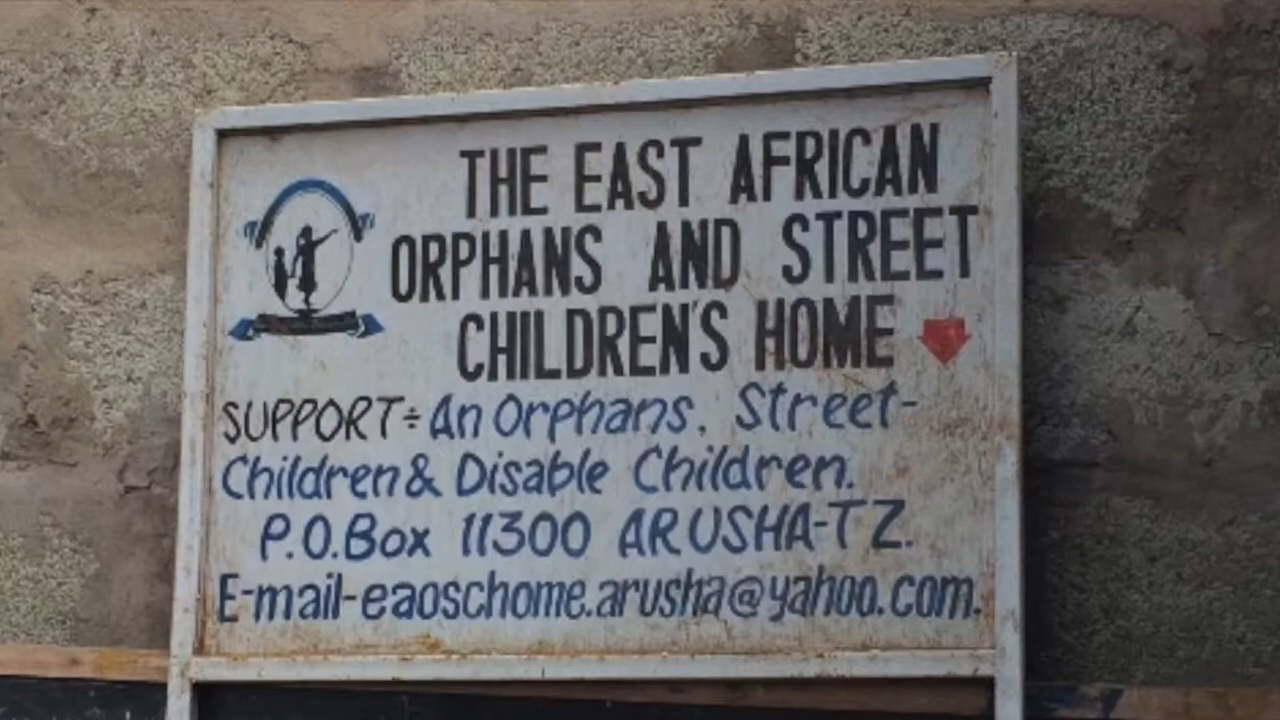 THE EAST AFRICAN
ORPHANS AND STREET
CHILDREN'S HOME
SUPPORT÷ An Orphans, Street-
Children & Disable Children.
P.O.Box 11300 ARUSHA-TZ.
E-mail-eaoschome.arusha@yahoo.com.